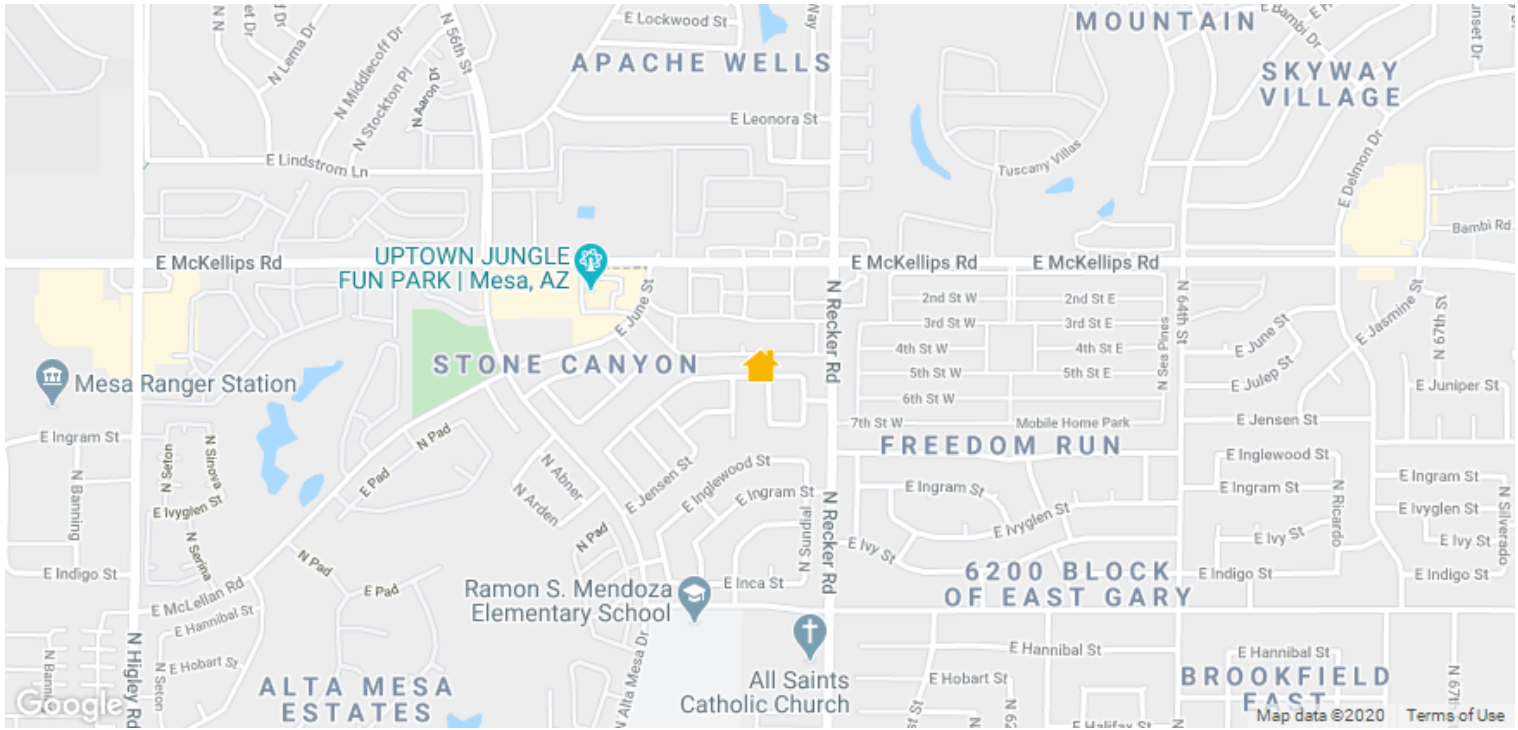 MOUNTAIN
E Lockwood St
N 56th St
N Lema Dr
N Middlecoff Dr
N Stockton Pl
N Aaron Dr
APACHE WELLS
Way
E Bambi Dr
SKYWAY
VILLAGE
E Leonora St
E Lindstrom Ln
Tuscany Villas
E Delmon Dr
Bambi Rd
E McKellips Rd
UPTOWN JUNGLE
FUN PARK | Mesa, AZ
E McKellips Rd
E McKellips Rd
E June St
N Recker Rd
2nd St W
2nd St E
3rd St W
3rd St E
4th St W
4th St E
5th St W
5th St E
6th St W
7th St W
Mobile Home Park
N Sea Pines
N 64th St
E June St
E Julep St
E Jasmine St
N 67th St
E Juniper St
E Jensen St
STONE CANYON
Mesa Ranger Station
E Ingram St
N Banning
N Seton
N Sinova
E Ivyglen St
N Serina
N Pad
E Pad
N Abner
N Arden
E Jensen St
E Inglewood St
E Ingram St
N Sundial
N Recker Rd
FREEDOM RUN
E Ingram St
E Ivyglen St
E Ivy St
E Inglewood St
E Ingram St
N Ricardo
E Ivy St
E Indigo St
E Ingram St
E Ivyglen St
N Silverado
E Ivy St
E Indigo St
E Indigo St
E McLellan Rd
E Hannibal St
N Pad
E Pad
N Pad
Ramon S. Mendoza
Elementary School
E Inca St
6200 BLOCK
OF EAST GARY
N Higley Rd
N Seton
E Hobart St
ALTA MESA
ESTATES
N Alta Mesa Dr
All Saints
Catholic Church
E Hannibal St
E Hobart St
E Halifax St
E Hannibal St
BROOKFIELD
EAST
N 67th
Google
Map data ©2020
Terms of Use